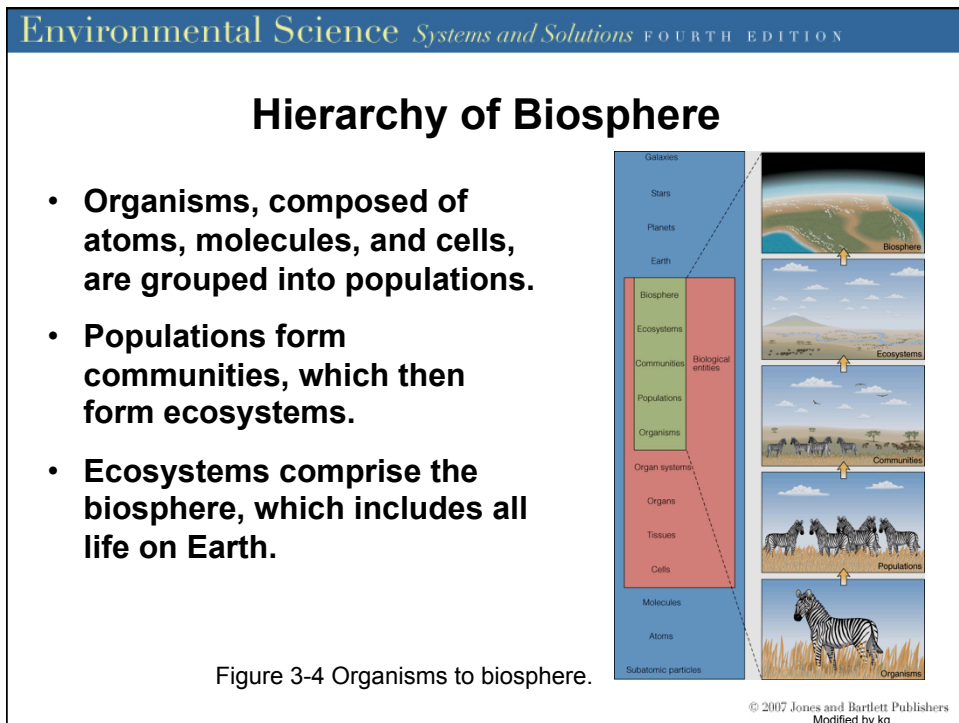 Environmental Science Systems and Solutions FOURTH EDITION
Hierarchy of Biosphere
• Organisms, composed of
atoms, molecules, and cells,
are grouped into populations.
• Populations form
communities, which then
form ecosystems.
• Ecosystems comprise the
biosphere, which includes all
life on Earth.
Galaxies
Stars
Planets
Earth
Biosphere
Ecosystems
Communities
Biological
entities
Populations
Organisms
Organ systems
Organs
Tissues
Cells
Molecules
Atoms
Subatomic particles
Biosphere
Ecosystems
Communities
Populations
Organisms
Figure 3-4 Organisms to biosphere.
© 2007 Jones and Bartlett Publishers
Modified by kg